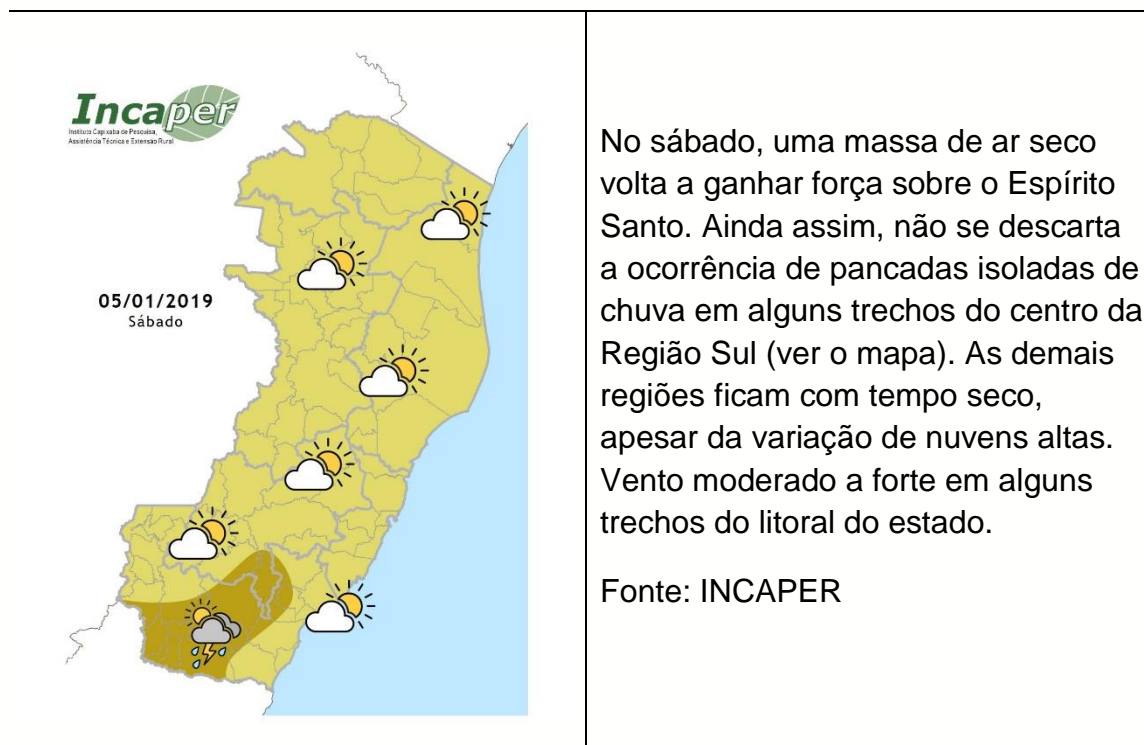 Incaper
Instituto Capixaba de Pesquisa,
Assistência Técnica e Extensão Rural
05/01/2019
Sábado
No sábado, uma massa de ar seco
volta a ganhar força sobre o Espírito
Santo. Ainda assim, não se descarta
a ocorrência de pancadas isoladas de
chuva em alguns trechos do centro da
Região Sul (ver o mapa). As demais
regiões ficam com tempo seco,
apesar da variação de nuvens altas.
Vento moderado a forte em alguns
trechos do litoral do estado.
Fonte: INCAPER